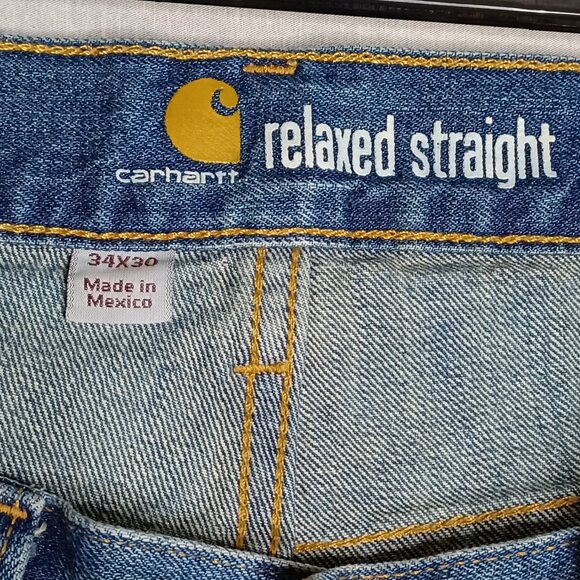 carhartt
relaxed straight
34X30
Made in
Mexico